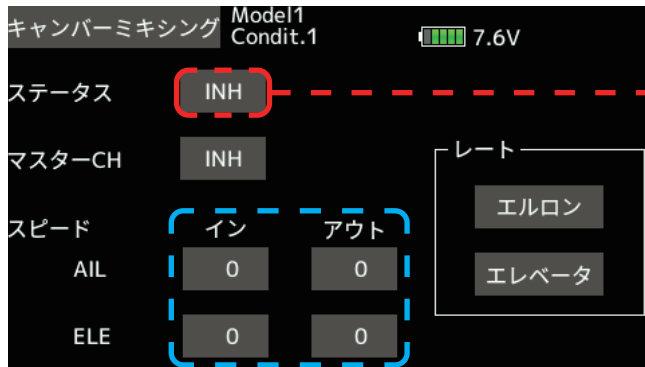 キャンバーミキシング Model1
Condit.1 7.6V
ステータス INH
マスターCH INH
レート
エルロン
スピード イン アウト
AIL 0 0
エレベータ
ELE 0 0